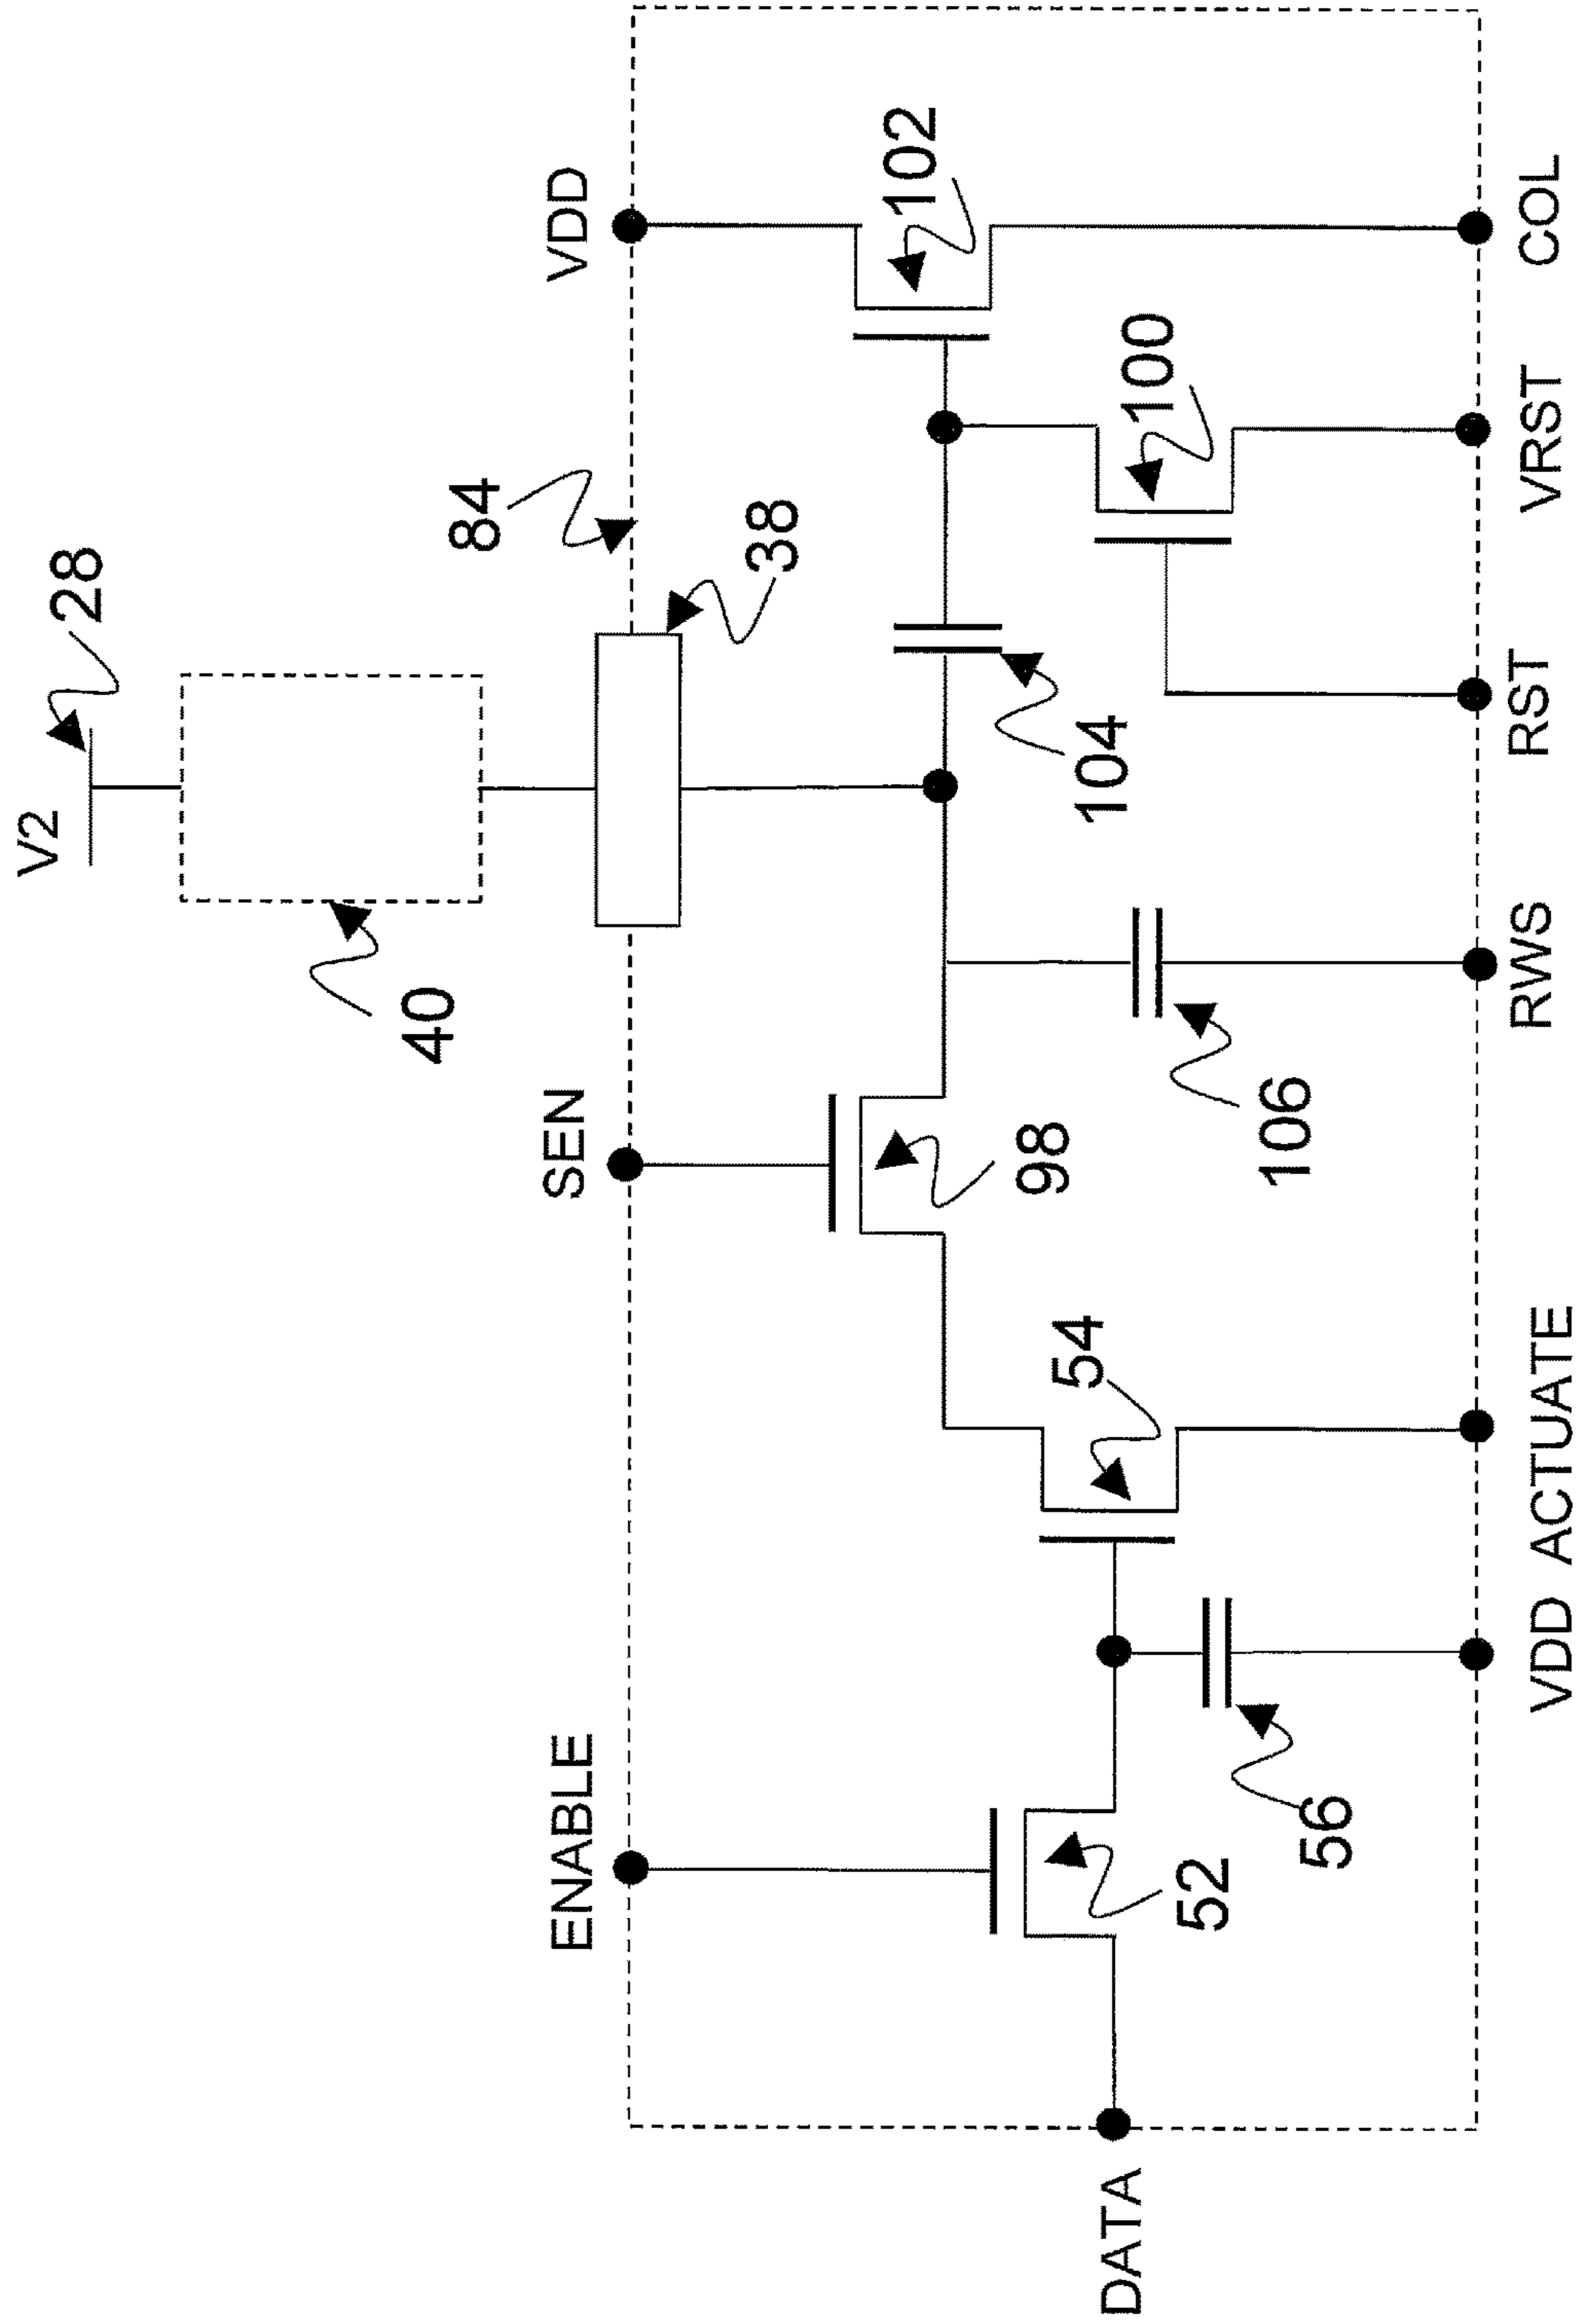 V2
28
40
84
38
ENABLE
SEN
VDD
102
104
100
98
106
54
52
56
DATA
VDD
ACTUATE
RWS
RST
VRST
COL